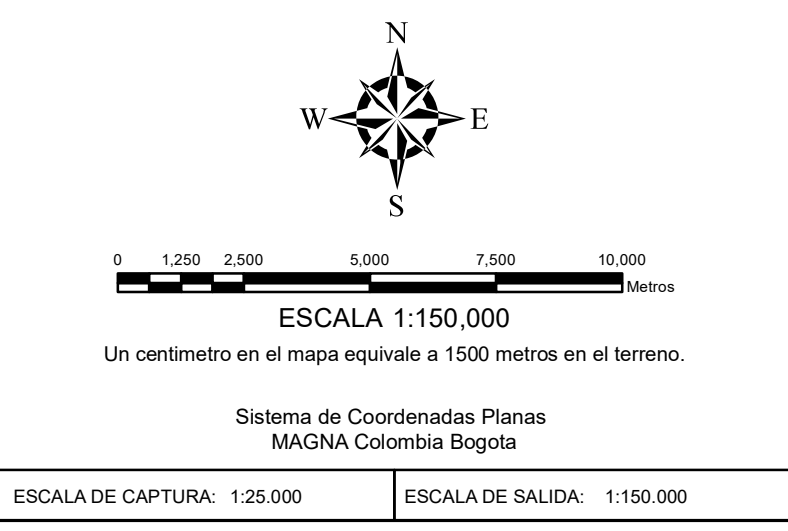 N
W E
S
0 1,250 2,500 5,000 7,500 10,000
Metros
ESCALA 1:150,000
Un centimetro en el mapa equivale a 1500 metros en el terreno.
Sistema de Coordenadas Planas
MAGNA Colombia Bogota
ESCALA DE CAPTURA: 1:25.000 ESCALA DE SALIDA: 1:150.000